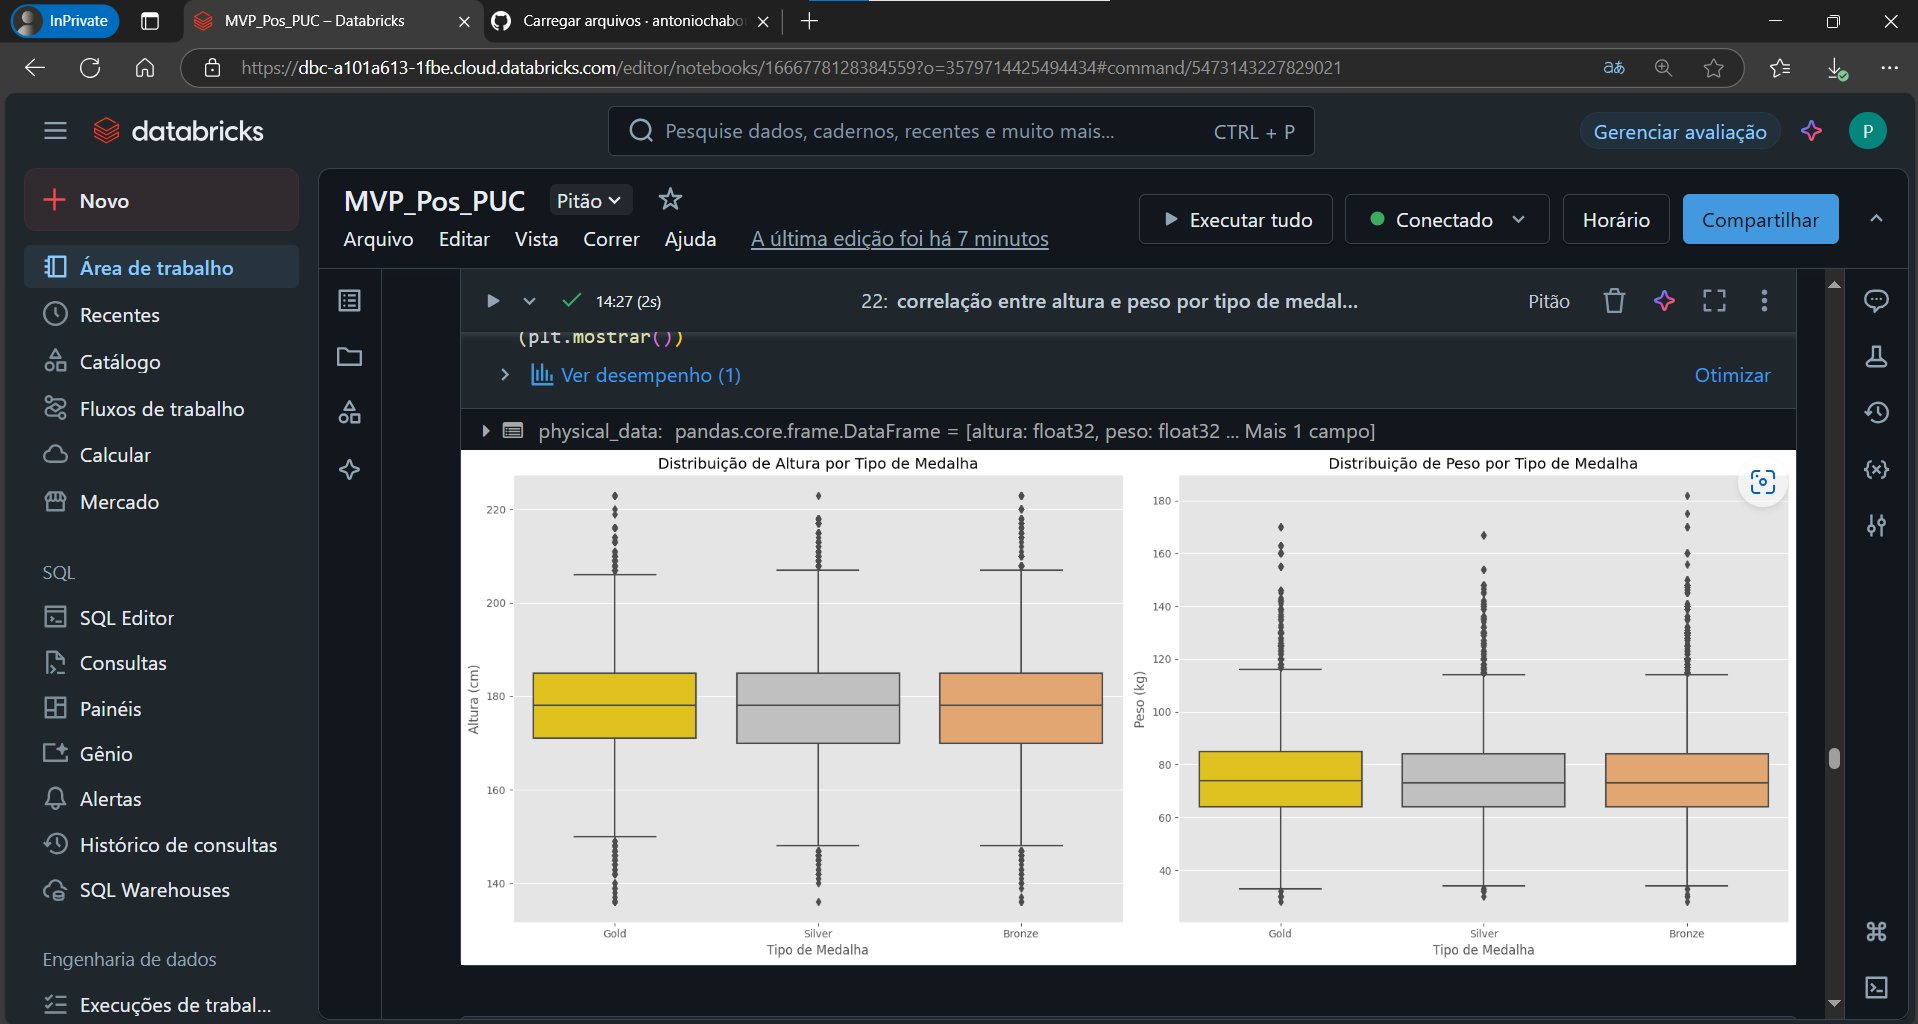 InPrivate
MVP_Pos_PUC – Databricks
Carregar arquivos · antoniochabo
https://dbc-a101a613-1fbe.cloud.databricks.com/editor/notebooks/1666778128384559?o=3579714425494434#command/5473143227829021
aあ
databricks
Pesquise dados, cadernos, recentes e muito mais...
CTRL + P
Gerenciar avaliação
P
Novo
Área de trabalho
Recentes
Catálogo
Fluxos de trabalho
Calcular
Mercado
SQL
SQL Editor
Consultas
Painéis
Gênio
Alertas
Histórico de consultas
SQL Warehouses
Engenharia de dados
Execuções de trabal...
MVP_Pos_PUC
Pitão
Arquivo Editar Vista Correr Ajuda A última edição foi há 7 minutos
Executar tudo
Conectado
Horário
Compartilhar
14:27 (2s)
22: correlação entre altura e peso por tipo de medal...
Pitão
(plt.mostrar())
Ver desempenho (1)
Otimizar
physical_data: pandas.core.frame.DataFrame = [altura: float32, peso: float32 ... Mais 1 campo]
Distribuição de Altura por Tipo de Medalha
Altura (cm)
220
200
180
160
140
Gold Silver Bronze
Tipo de Medalha
Distribuição de Peso por Tipo de Medalha
Peso (kg)
180
160
140
120
100
80
60
40
Gold Silver Bronze
Tipo de Medalha